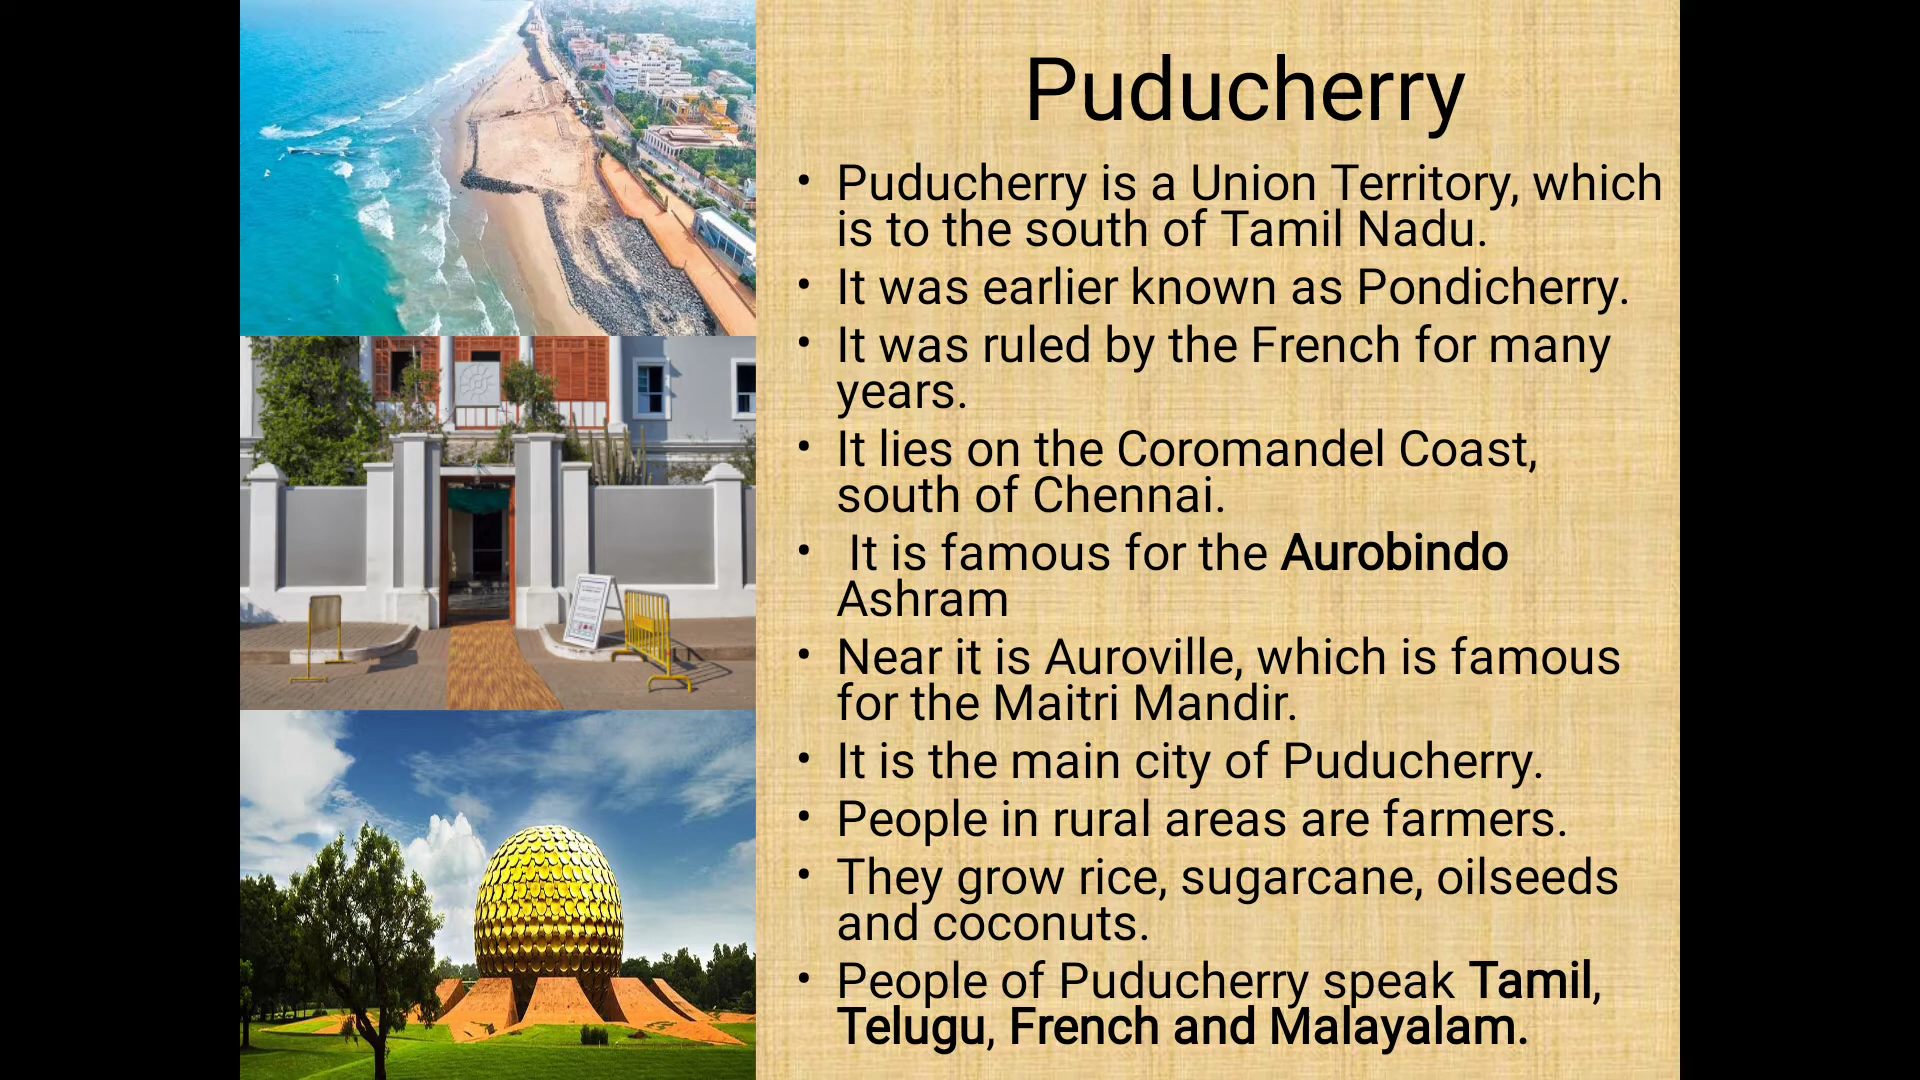 Puducherry
• Puducherry is a Union Territory, which
is to the south of Tamil Nadu.
• It was earlier known as Pondicherry.
• It was ruled by the French for many
years.
• It lies on the Coromandel Coast,
south of Chennai.
• It is famous for the Aurobindo
Ashram
• Near it is Auroville, which is famous
for the Maitri Mandir.
• It is the main city of Puducherry.
• People in rural areas are farmers.
• They grow rice, sugarcane, oilseeds
and coconuts.
• People of Puducherry speak Tamil,
Telugu, French and Malayalam.